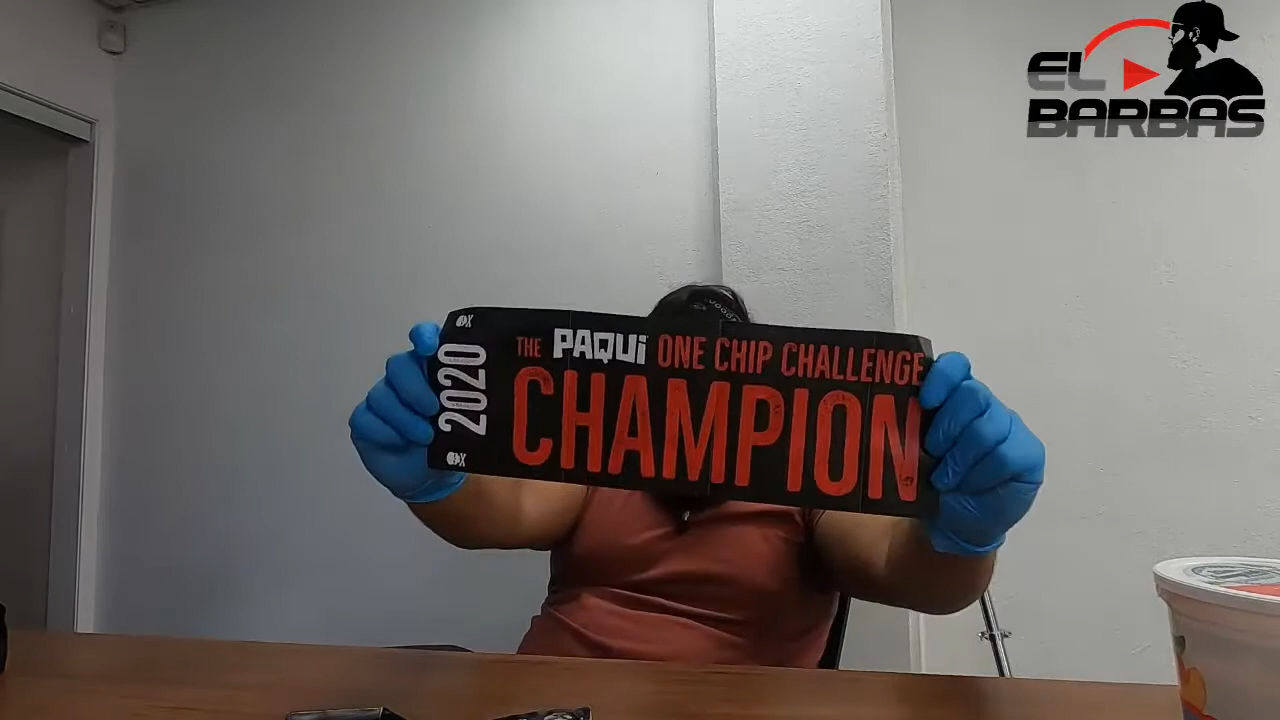 EL
BARBAS
2020
THE PAQUI ONE CHIP CHALLENGE
CHAMPION